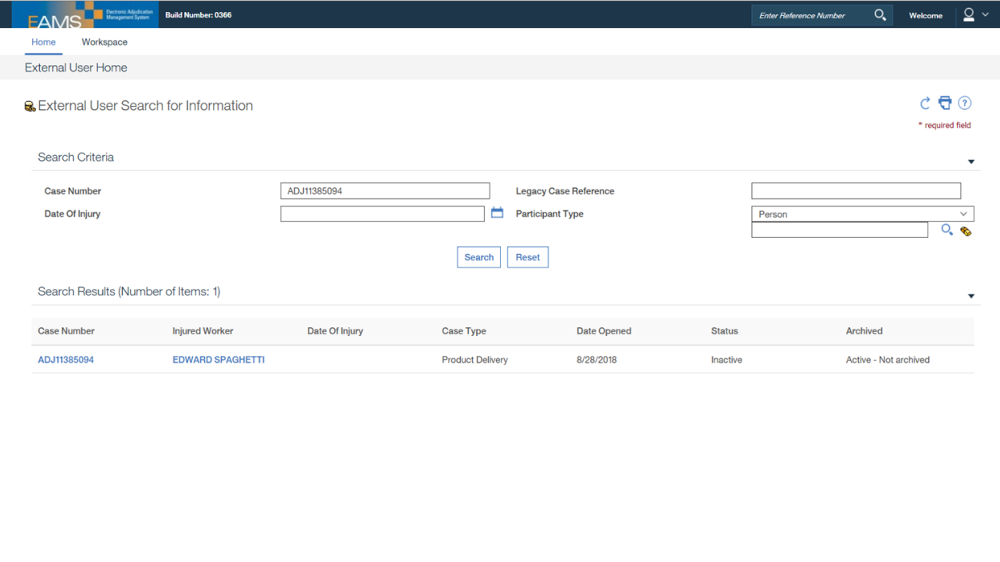 EAMS Electronic Adjudication Management System Build Number: 0366 Enter Reference Number Welcome
Home Workspace
External User Home
External User Search for Information
* required field
Search Criteria
Case Number ADJ11385094 Legacy Case Reference
Date Of Injury Participant Type Person
Search Reset
Search Results (Number of Items: 1)
Case Number Injured Worker Date Of Injury Case Type Date Opened Status Archived
ADJ11385094 EDWARD SPAGHETTI Product Delivery 8/28/2018 Inactive Active - Not archived